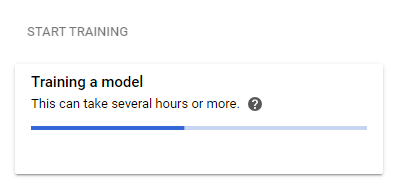 START TRAINING
Training a model
This can take several hours or more. ?